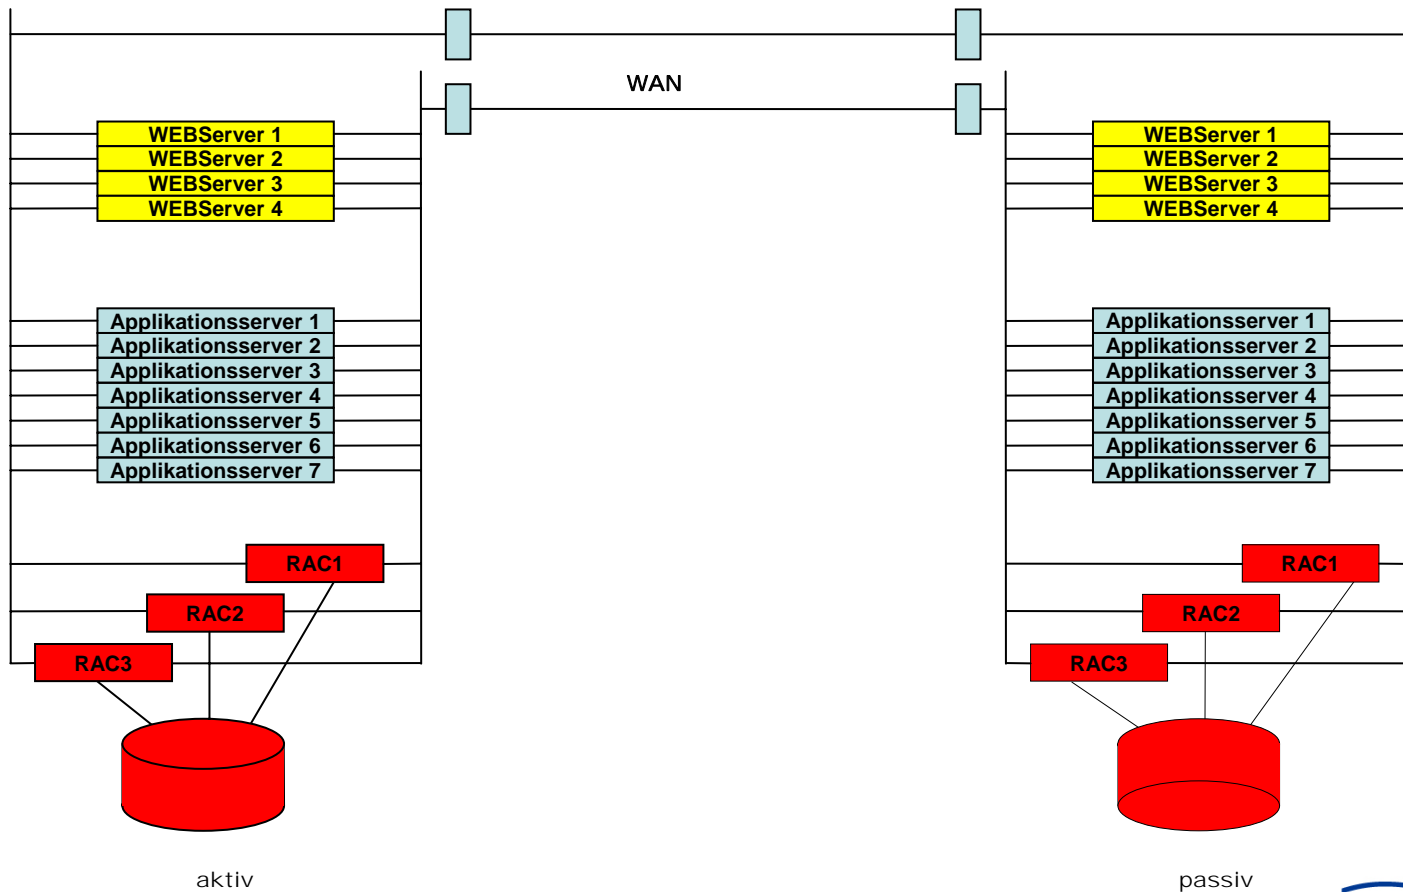 WAN
WEBServer 1
WEBServer 2
WEBServer 3
WEBServer 4
Applikationsserver 1
Applikationsserver 2
Applikationsserver 3
Applikationsserver 4
Applikationsserver 5
Applikationsserver 6
Applikationsserver 7
RAC1
RAC2
RAC3
aktiv
WEBServer 1
WEBServer 2
WEBServer 3
WEBServer 4
Applikationsserver 1
Applikationsserver 2
Applikationsserver 3
Applikationsserver 4
Applikationsserver 5
Applikationsserver 6
Applikationsserver 7
RAC1
RAC2
RAC3
passiv